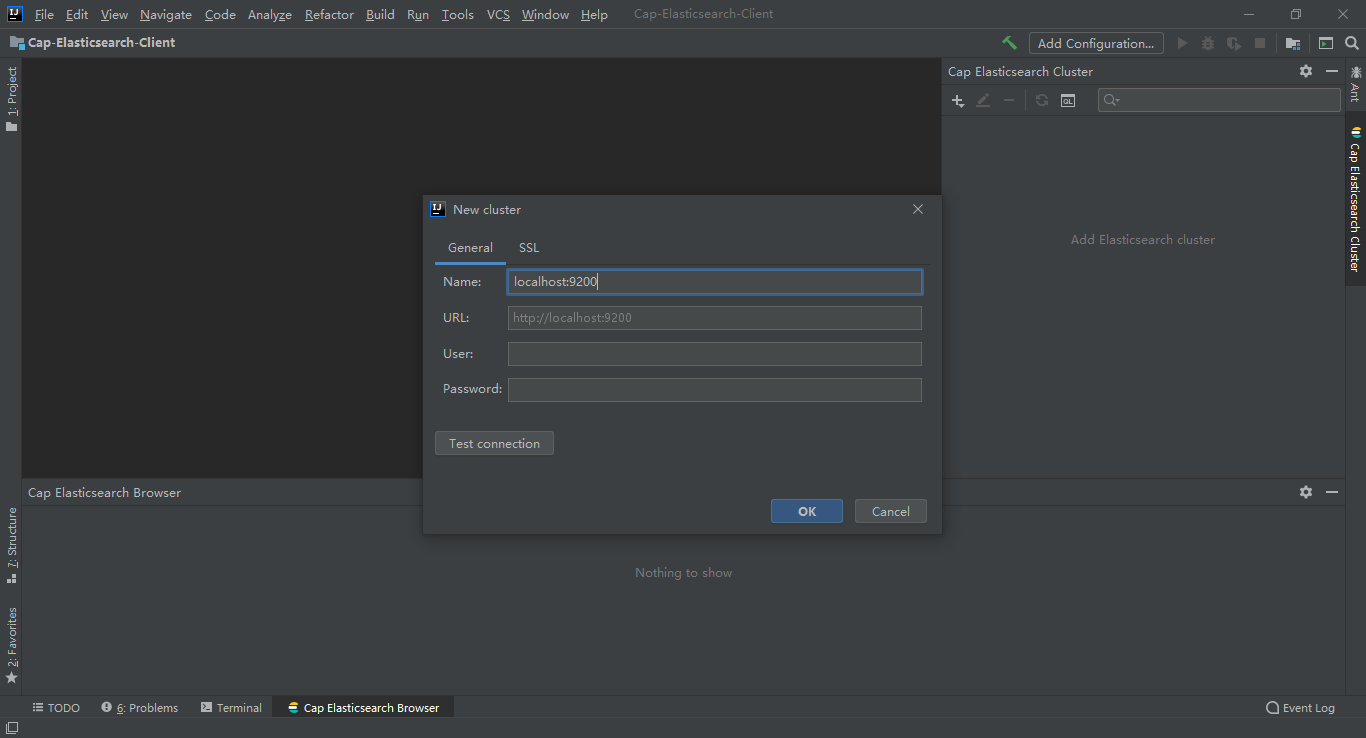 File Edit View Navigate Code Analyze Refactor Build Run Tools VCS Window Help Cap-Elasticsearch-Client
Cap-Elasticsearch-Client
Add Configuration...
1: Project
Cap Elasticsearch Cluster
QL
Ant
Cap Elasticsearch Cluster
Add Elasticsearch cluster
IJ New cluster
General SSL
Name: localhost:9200
URL: http://localhost:9200
User:
Password:
Test connection
OK Cancel
Cap Elasticsearch Browser
Nothing to show
7: Structure
2: Favorites
TODO 6: Problems Terminal Cap Elasticsearch Browser Event Log